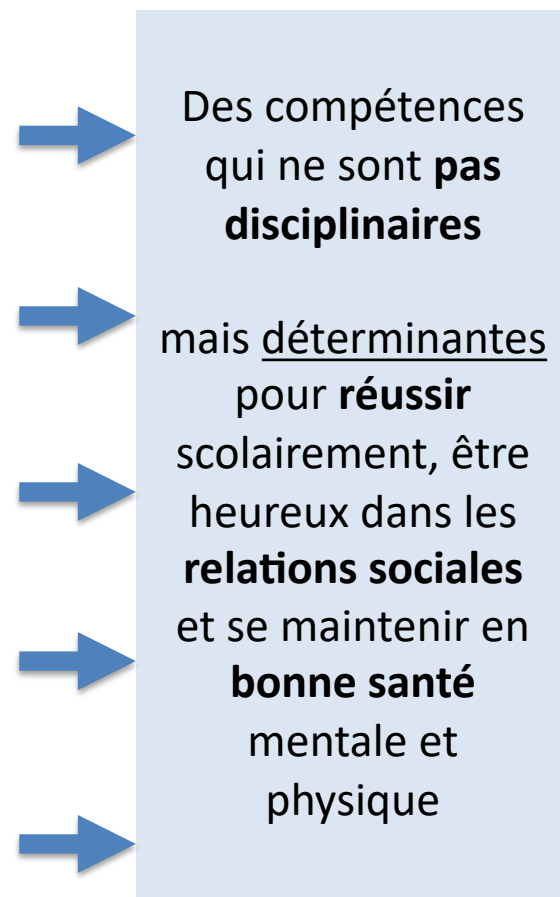 Des compétences
qui ne sont pas
disciplinaires
mais déterminantes
pour réussir
scolairement, être
heureux dans les
relations sociales
et se maintenir en
bonne santé
mentale et
physique